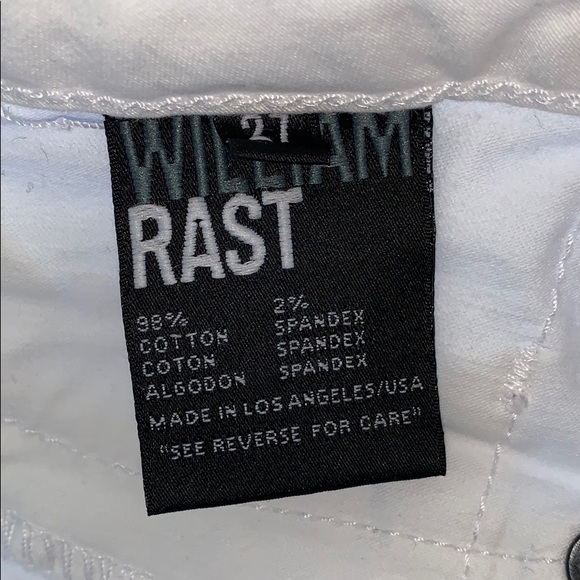 27
WILLIAM
RAST
98% 2%
COTTON SPANDEX
COTON SPANDEX
ALGODON SPANDEX
MADE IN LOS ANGELES/USA
"SEE REVERSE FOR CARE"